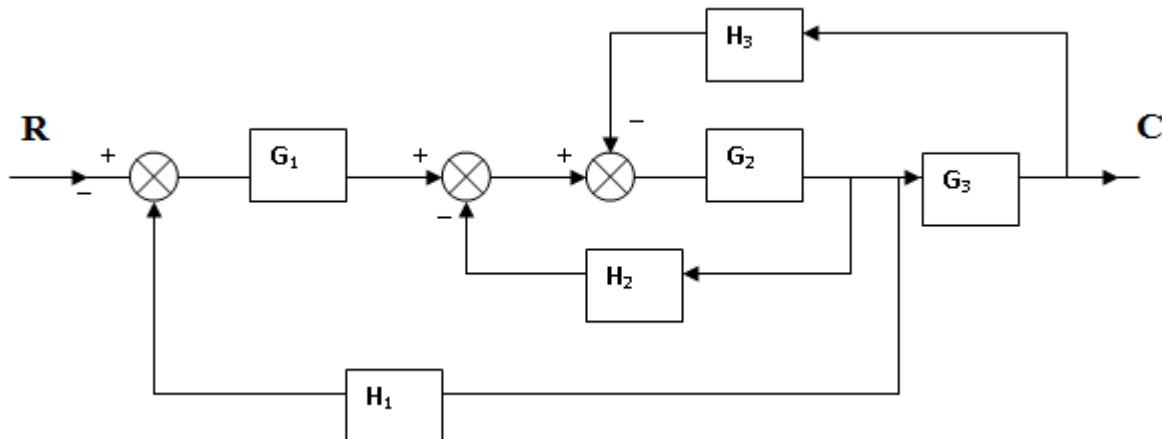 H₃
R
C
−
+
G₁
+
+
G₂
G₃
−
−
H₂
H₁